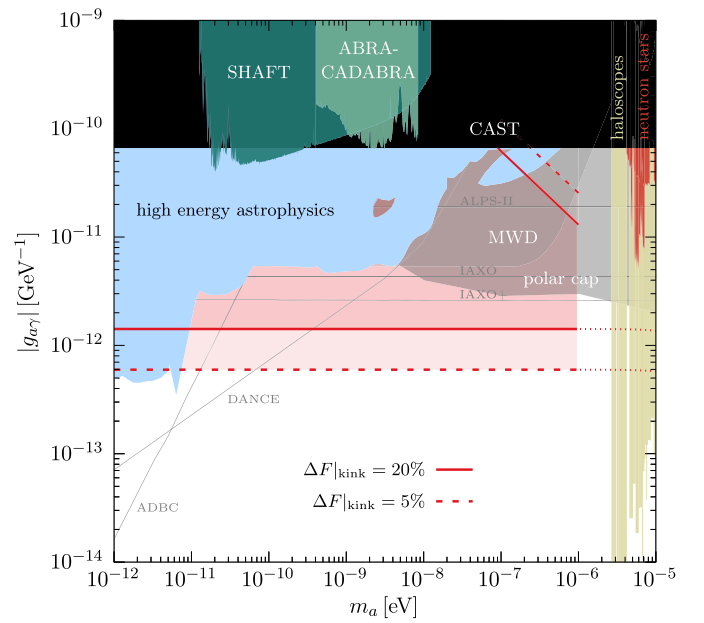 10^−9
10^−10
10^−11
10^−12
10^−13
10^−14
|g_{aγ}| [GeV^−1]
SHAFT
ABRA-
CADABRA
haloscopes
neutron stars
CAST
high energy astrophysics
ALPS-II
MWD
IAXO
polar cap
IAXO+
DANCE
ADBC
ΔF|_kink = 20%
ΔF|_kink = 5%
10^−12 10^−11 10^−10 10^−9 10^−8 10^−7 10^−6 10^−5
m_a [eV]